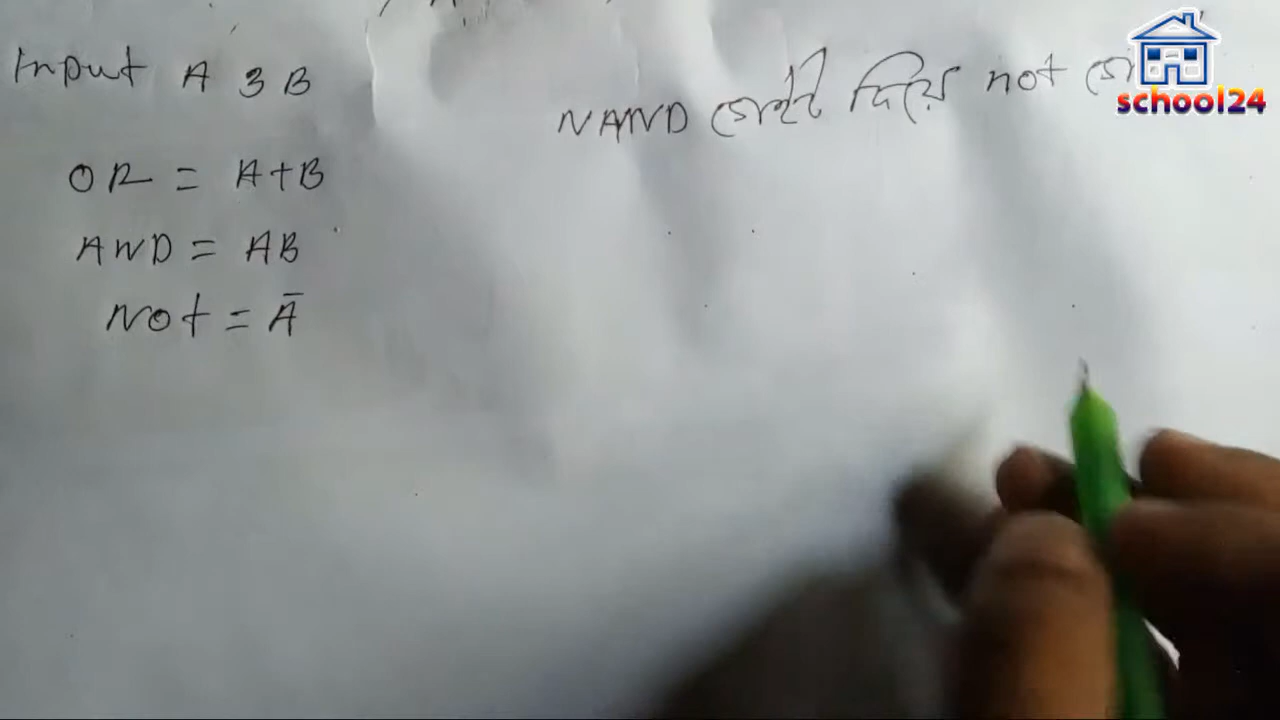 Input A ও B
OR = A+B
AND = AB
Not = Ā
NAND গেইট দিয়ে not
school24